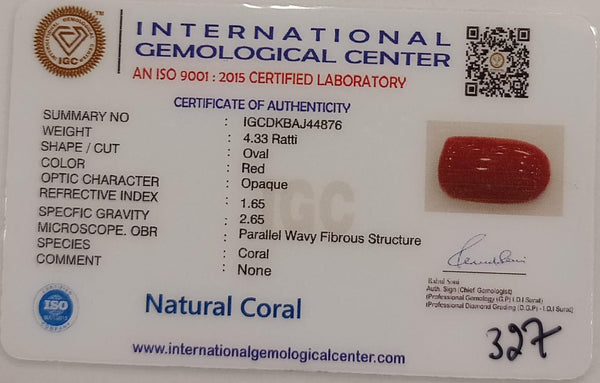 INTERNATIONAL
GEMOLOGICAL CENTER
AN ISO 9001 : 2015 CERTIFIED LABORATORY
IGC
CERTIFICATE OF AUTHENTICITY
SUMMARY NO : IGCDKBAJ44876
WEIGHT : 4.33 Ratti
SHAPE / CUT : Oval
COLOR : Red
OPTIC CHARACTER : Opaque
REFRECTIVE INDEX : 1.65
SPECFIC GRAVITY : 2.65
MICROSCOPE. OBR : Parallel Wavy Fibrous Structure
SPECIES : Coral
COMMENT : None
IGC
Rahul Soni
Auth. Sign (Chief Gemologist)
(Professional Gemology (G.P) I.D.I Surat)
(Professional Diamond Grading (D.G.P) - I.D.I Surat)
ISO
Natural Coral
327
www.internationalgemologicalcenter.com